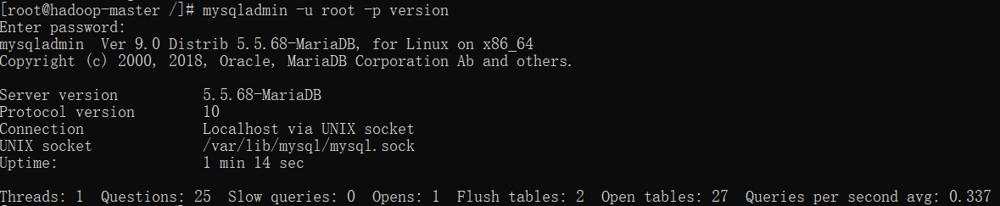 [root@hadoop-master /]# mysqladmin -u root -p version
Enter password:
mysqladmin  Ver 9.0 Distrib 5.5.68-MariaDB, for Linux on x86_64
Copyright (c) 2000, 2018, Oracle, MariaDB Corporation Ab and others.

Server version          5.5.68-MariaDB
Protocol version        10
Connection              Localhost via UNIX socket
UNIX socket             /var/lib/mysql/mysql.sock
Uptime:                 1 min 14 sec

Threads: 1  Questions: 25  Slow queries: 0  Opens: 1  Flush tables: 2  Open tables: 27  Queries per second avg: 0.337